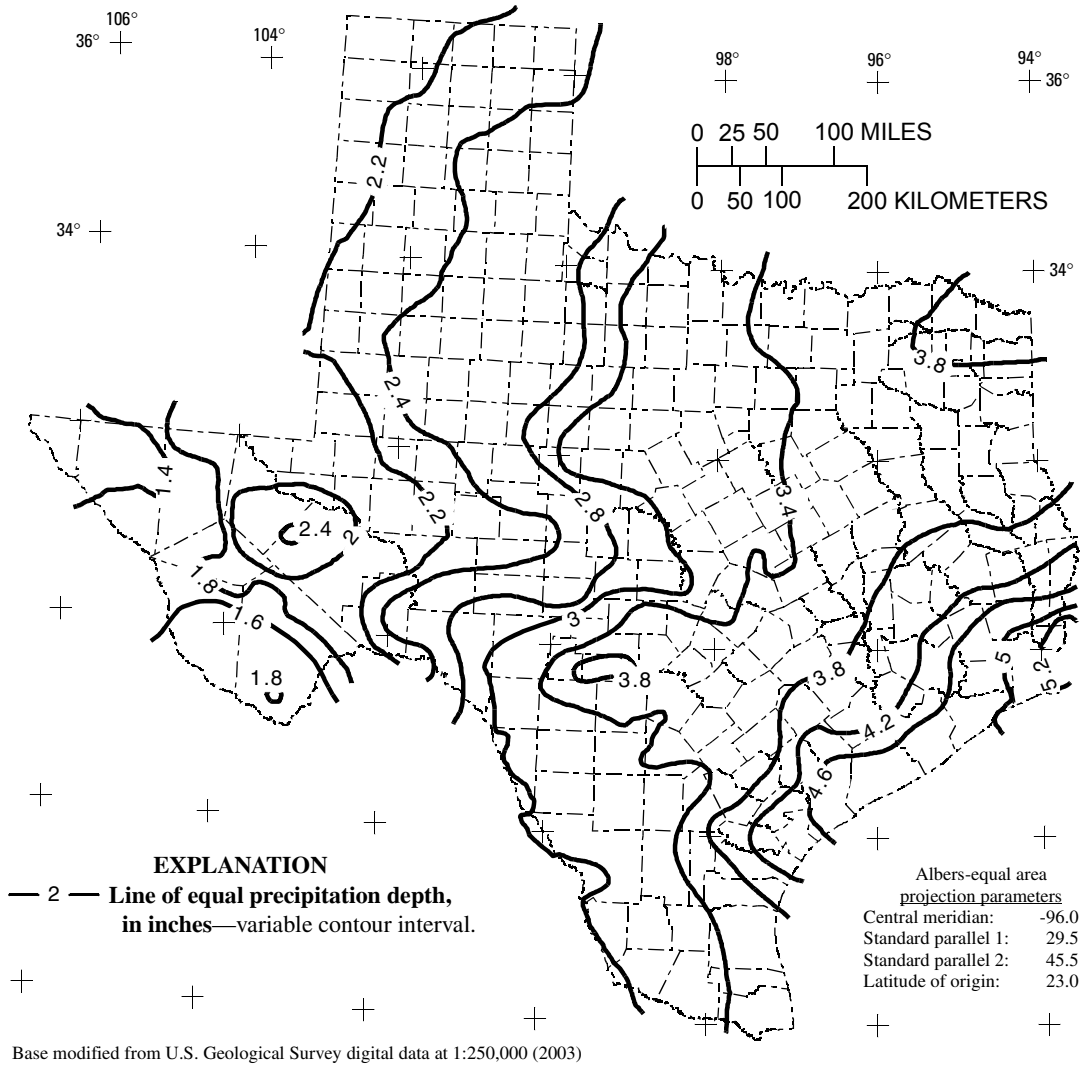 106°
36°
104°
98°
96°
94°
36°
0 25 50 100 MILES
0 50 100 200 KILOMETERS
2.2
34°
34°
3.8
2.4
1.4
2.2
2.8
3.4
2.4
2
1.8
1.6
3
1.8
3.8
3.8
5
5.2
4.2
4.6
EXPLANATION
2 Line of equal precipitation depth,
in inches—variable contour interval.
Albers-equal area
projection parameters
Central meridian: -96.0
Standard parallel 1: 29.5
Standard parallel 2: 45.5
Latitude of origin: 23.0
Base modified from U.S. Geological Survey digital data at 1:250,000 (2003)